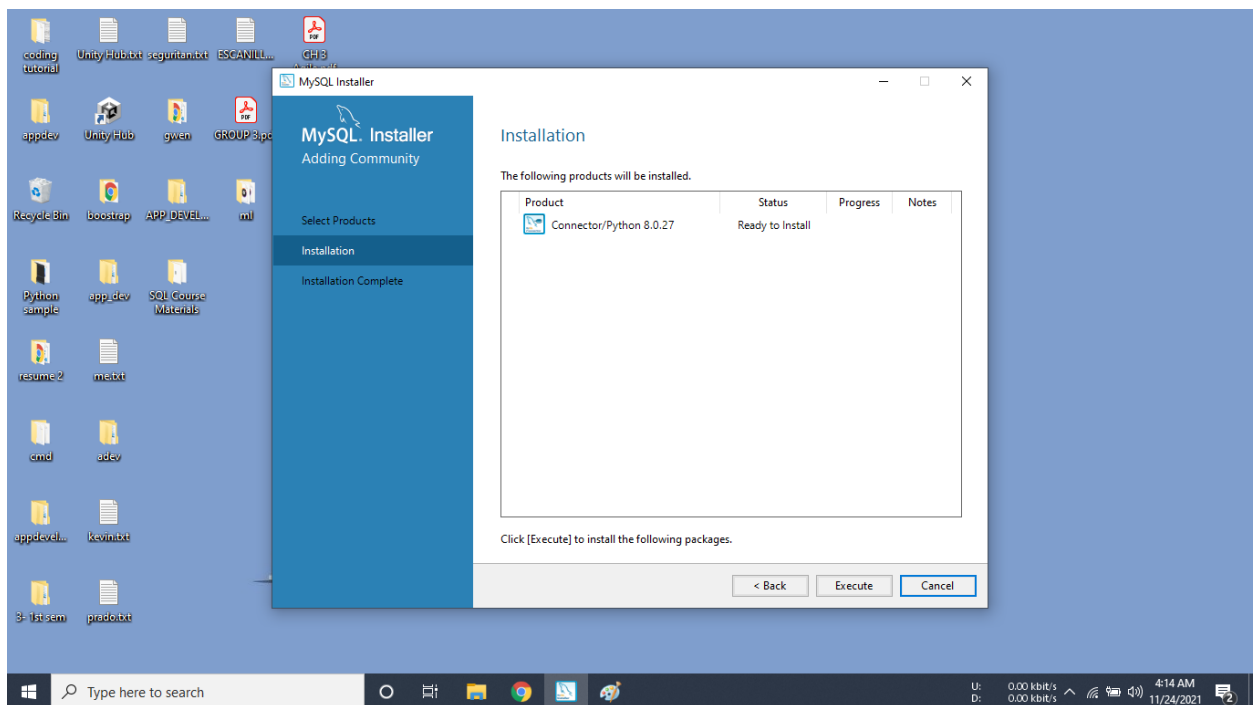 coding tutorial
Unity Hub.txt
seguritan.txt
ESCANILL...
CH 3
appdev
Unity Hub
gwen
GROUP 3.pd
Recycle Bin
boostrap
APP_DEVEL...
ml
Python sample
app_dev
SQL Course Materials
resume 2
me.txt
cmd
adev
appdevel...
kevin.txt
3- 1st sem
prado.txt
MySQL Installer
MySQL. Installer
Adding Community
Select Products
Installation
Installation Complete
Installation
The following products will be installed.
Product Status Progress Notes
Connector/Python 8.0.27 Ready to Install
Click [Execute] to install the following packages.
< Back Execute Cancel
Type here to search
U: 0.00 kbit/s
D: 0.00 kbit/s
4:14 AM
11/24/2021
2